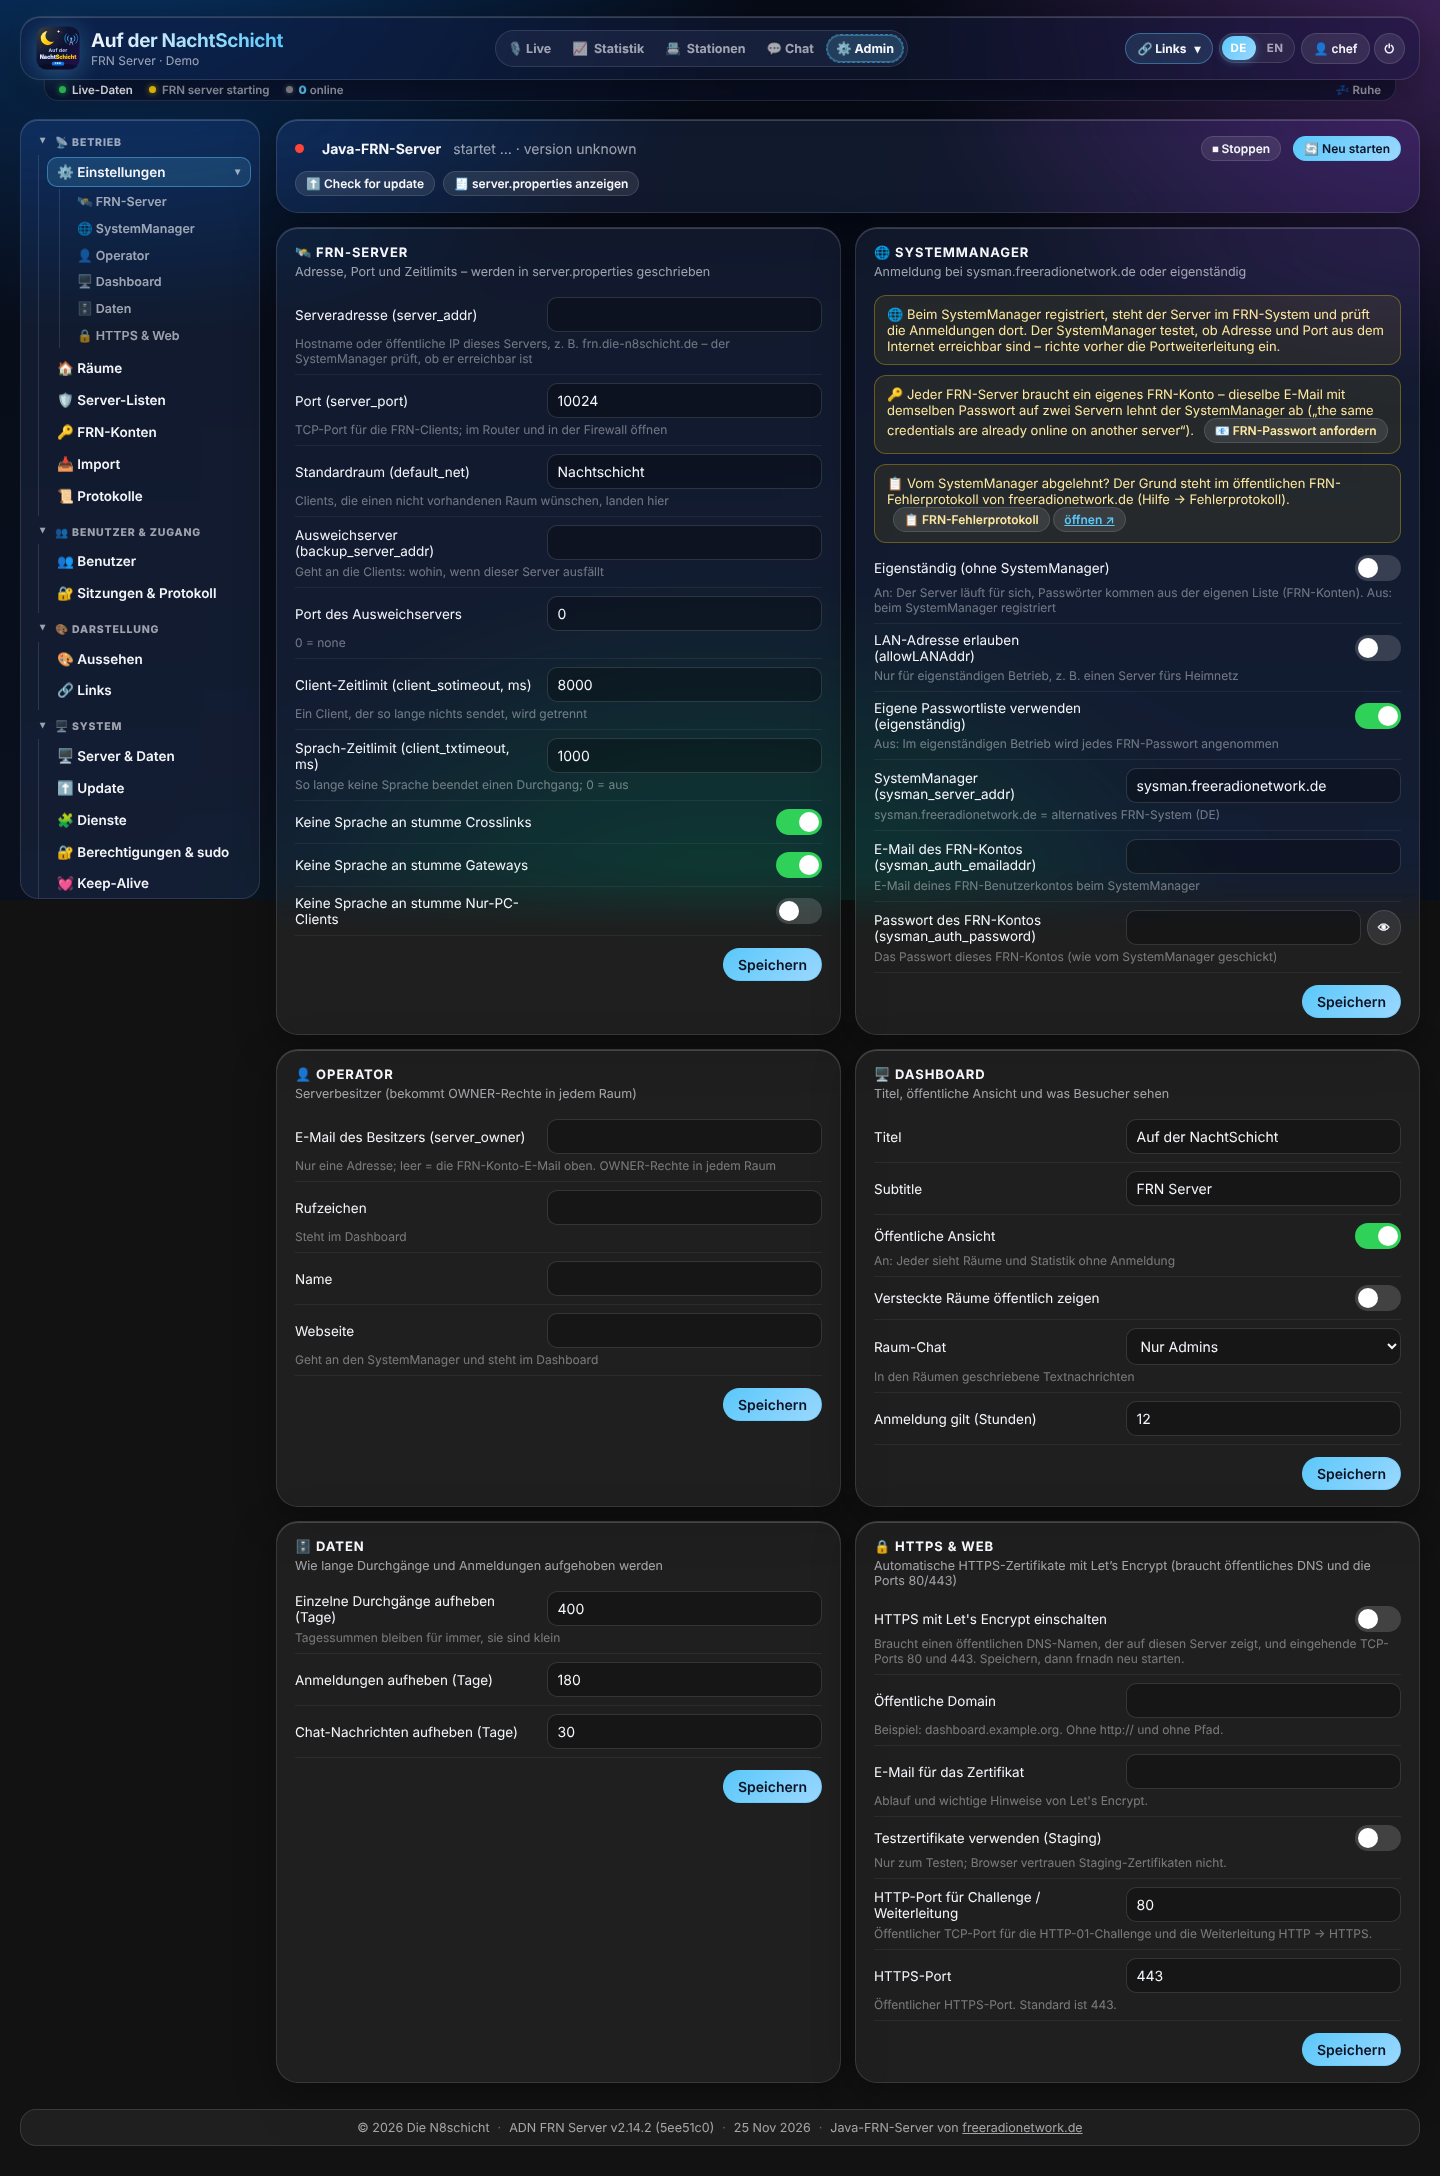 Auf der NachtSchicht
FRN Server · Demo
Live
Statistik
Stationen
Chat
Admin
Links ▾
DE
EN
chef
Live-Daten
FRN server starting
0 online
Ruhe
BETRIEB
Einstellungen
FRN-Server
SystemManager
Operator
Dashboard
Daten
HTTPS & Web
Räume
Server-Listen
FRN-Konten
Import
Protokolle
BENUTZER & ZUGANG
Benutzer
Sitzungen & Protokoll
DARSTELLUNG
Aussehen
Links
SYSTEM
Server & Daten
Update
Dienste
Berechtigungen & sudo
Keep-Alive
Java-FRN-Server startet ... · version unknown
Stoppen
Neu starten
Check for update
server.properties anzeigen
FRN-SERVER
Adresse, Port und Zeitlimits – werden in server.properties geschrieben
Serveradresse (server_addr)
Hostname oder öffentliche IP dieses Servers, z. B. frn.die-n8schicht.de – der
SystemManager prüft, ob er erreichbar ist
Port (server_port)
10024
TCP-Port für die FRN-Clients; im Router und in der Firewall öffnen
Standardraum (default_net)
Nachtschicht
Clients, die einen nicht vorhandenen Raum wünschen, landen hier
Ausweichserver
(backup_server_addr)
Geht an die Clients: wohin, wenn dieser Server ausfällt
Port des Ausweichservers
0
0 = none
Client-Zeitlimit (client_sotimeout, ms)
8000
Ein Client, der so lange nichts sendet, wird getrennt
Sprach-Zeitlimit (client_txtimeout,
ms)
1000
So lange keine Sprache beendet einen Durchgang; 0 = aus
Keine Sprache an stumme Crosslinks
Keine Sprache an stumme Gateways
Keine Sprache an stumme Nur-PC-
Clients
Speichern
SYSTEMMANAGER
Anmeldung bei sysman.freeradionetwork.de oder eigenständig
Beim SystemManager registriert, steht der Server im FRN-System und prüft
die Anmeldungen dort. Der SystemManager testet, ob Adresse und Port aus dem
Internet erreichbar sind – richte vorher die Portweiterleitung ein.
Jeder FRN-Server braucht ein eigenes FRN-Konto – dieselbe E-Mail mit
demselben Passwort auf zwei Servern lehnt der SystemManager ab („the same
credentials are already online on another server“). FRN-Passwort anfordern
Vom SystemManager abgelehnt? Der Grund steht im öffentlichen FRN-
Fehlerprotokoll von freeradionetwork.de (Hilfe → Fehlerprotokoll).
FRN-Fehlerprotokoll öffnen ↗
Eigenständig (ohne SystemManager)
An: Der Server läuft für sich, Passwörter kommen aus der eigenen Liste (FRN-Konten). Aus:
beim SystemManager registriert
LAN-Adresse erlauben
(allowLANAddr)
Nur für eigenständigen Betrieb, z. B. einen Server fürs Heimnetz
Eigene Passwortliste verwenden
(eigenständig)
Aus: Im eigenständigen Betrieb wird jedes FRN-Passwort angenommen
SystemManager
(sysman_server_addr)
sysman.freeradionetwork.de
sysman.freeradionetwork.de = alternatives FRN-System (DE)
E-Mail des FRN-Kontos
(sysman_auth_emailaddr)
E-Mail deines FRN-Benutzerkontos beim SystemManager
Passwort des FRN-Kontos
(sysman_auth_password)
Das Passwort dieses FRN-Kontos (wie vom SystemManager geschickt)
Speichern
OPERATOR
Serverbesitzer (bekommt OWNER-Rechte in jedem Raum)
E-Mail des Besitzers (server_owner)
Nur eine Adresse; leer = die FRN-Konto-E-Mail oben. OWNER-Rechte in jedem Raum
Rufzeichen
Steht im Dashboard
Name
Webseite
Geht an den SystemManager und steht im Dashboard
Speichern
DASHBOARD
Titel, öffentliche Ansicht und was Besucher sehen
Titel
Auf der NachtSchicht
Subtitle
FRN Server
Öffentliche Ansicht
An: Jeder sieht Räume und Statistik ohne Anmeldung
Versteckte Räume öffentlich zeigen
Raum-Chat
Nur Admins
In den Räumen geschriebene Textnachrichten
Anmeldung gilt (Stunden)
12
Speichern
DATEN
Wie lange Durchgänge und Anmeldungen aufgehoben werden
Einzelne Durchgänge aufheben
(Tage)
400
Tagessummen bleiben für immer, sie sind klein
Anmeldungen aufheben (Tage)
180
Chat-Nachrichten aufheben (Tage)
30
Speichern
HTTPS & WEB
Automatische HTTPS-Zertifikate mit Let’s Encrypt (braucht öffentliches DNS und die
Ports 80/443)
HTTPS mit Let's Encrypt einschalten
Braucht einen öffentlichen DNS-Namen, der auf diesen Server zeigt, und eingehende TCP-
Ports 80 und 443. Speichern, dann frnadn neu starten.
Öffentliche Domain
Beispiel: dashboard.example.org. Ohne http:// und ohne Pfad.
E-Mail für das Zertifikat
Ablauf und wichtige Hinweise von Let's Encrypt.
Testzertifikate verwenden (Staging)
Nur zum Testen; Browser vertrauen Staging-Zertifikaten nicht.
HTTP-Port für Challenge /
Weiterleitung
80
Öffentlicher TCP-Port für die HTTP-01-Challenge und die Weiterleitung HTTP → HTTPS.
HTTPS-Port
443
Öffentlicher HTTPS-Port. Standard ist 443.
Speichern
© 2026 Die N8schicht · ADN FRN Server v2.14.2 (5ee51c0) · 25 Nov 2026 · Java-FRN-Server von freeradionetwork.de